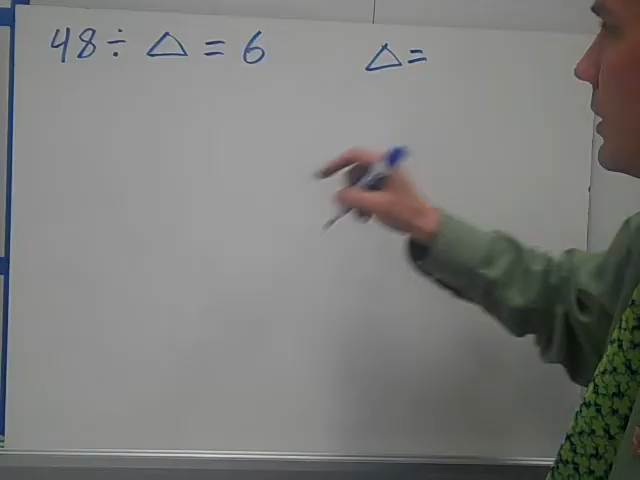 48 ÷ △ = 6 △ =